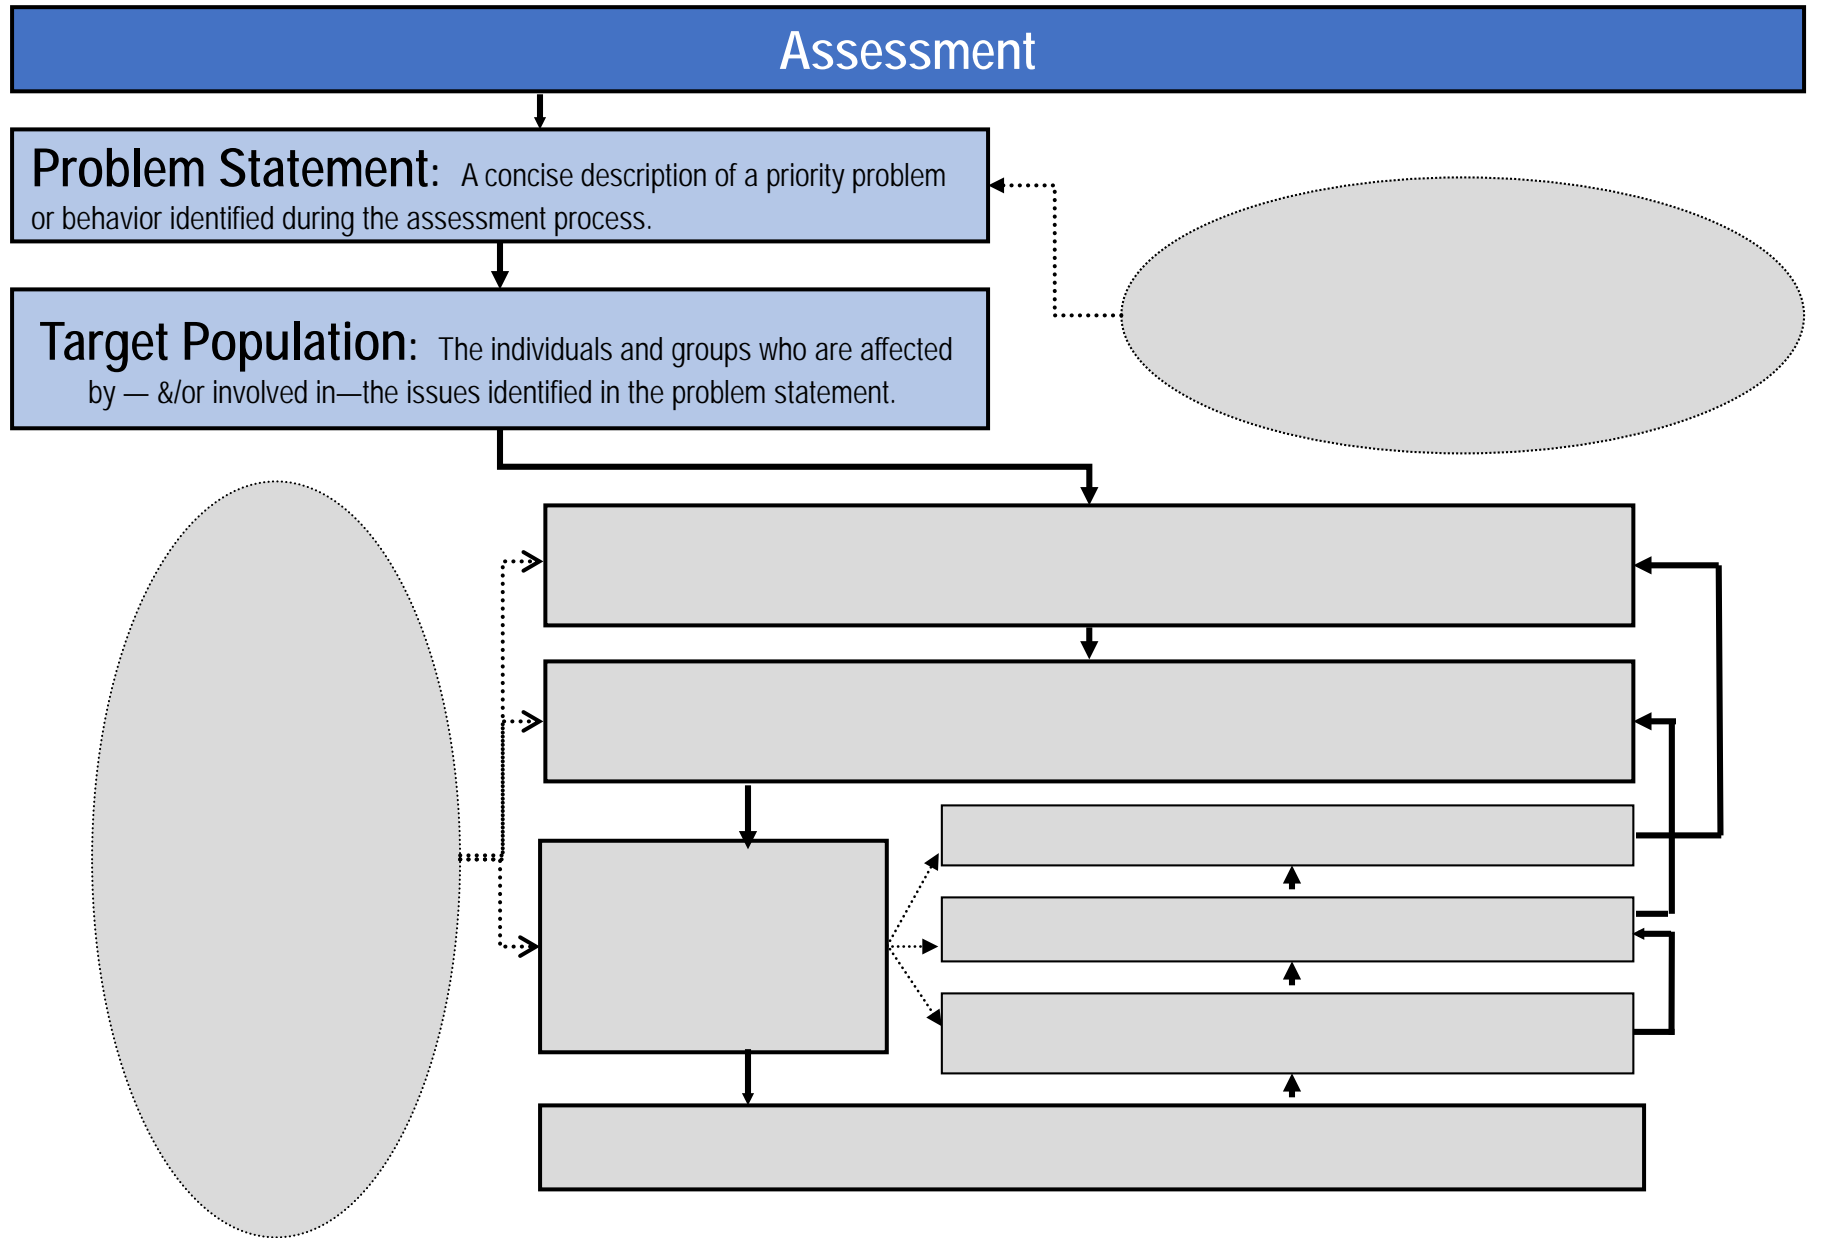 Assessment
Problem Statement: A concise description of a priority problem
or behavior identified during the assessment process.
Target Population: The individuals and groups who are affected
by — &/or involved in—the issues identified in the problem statement.